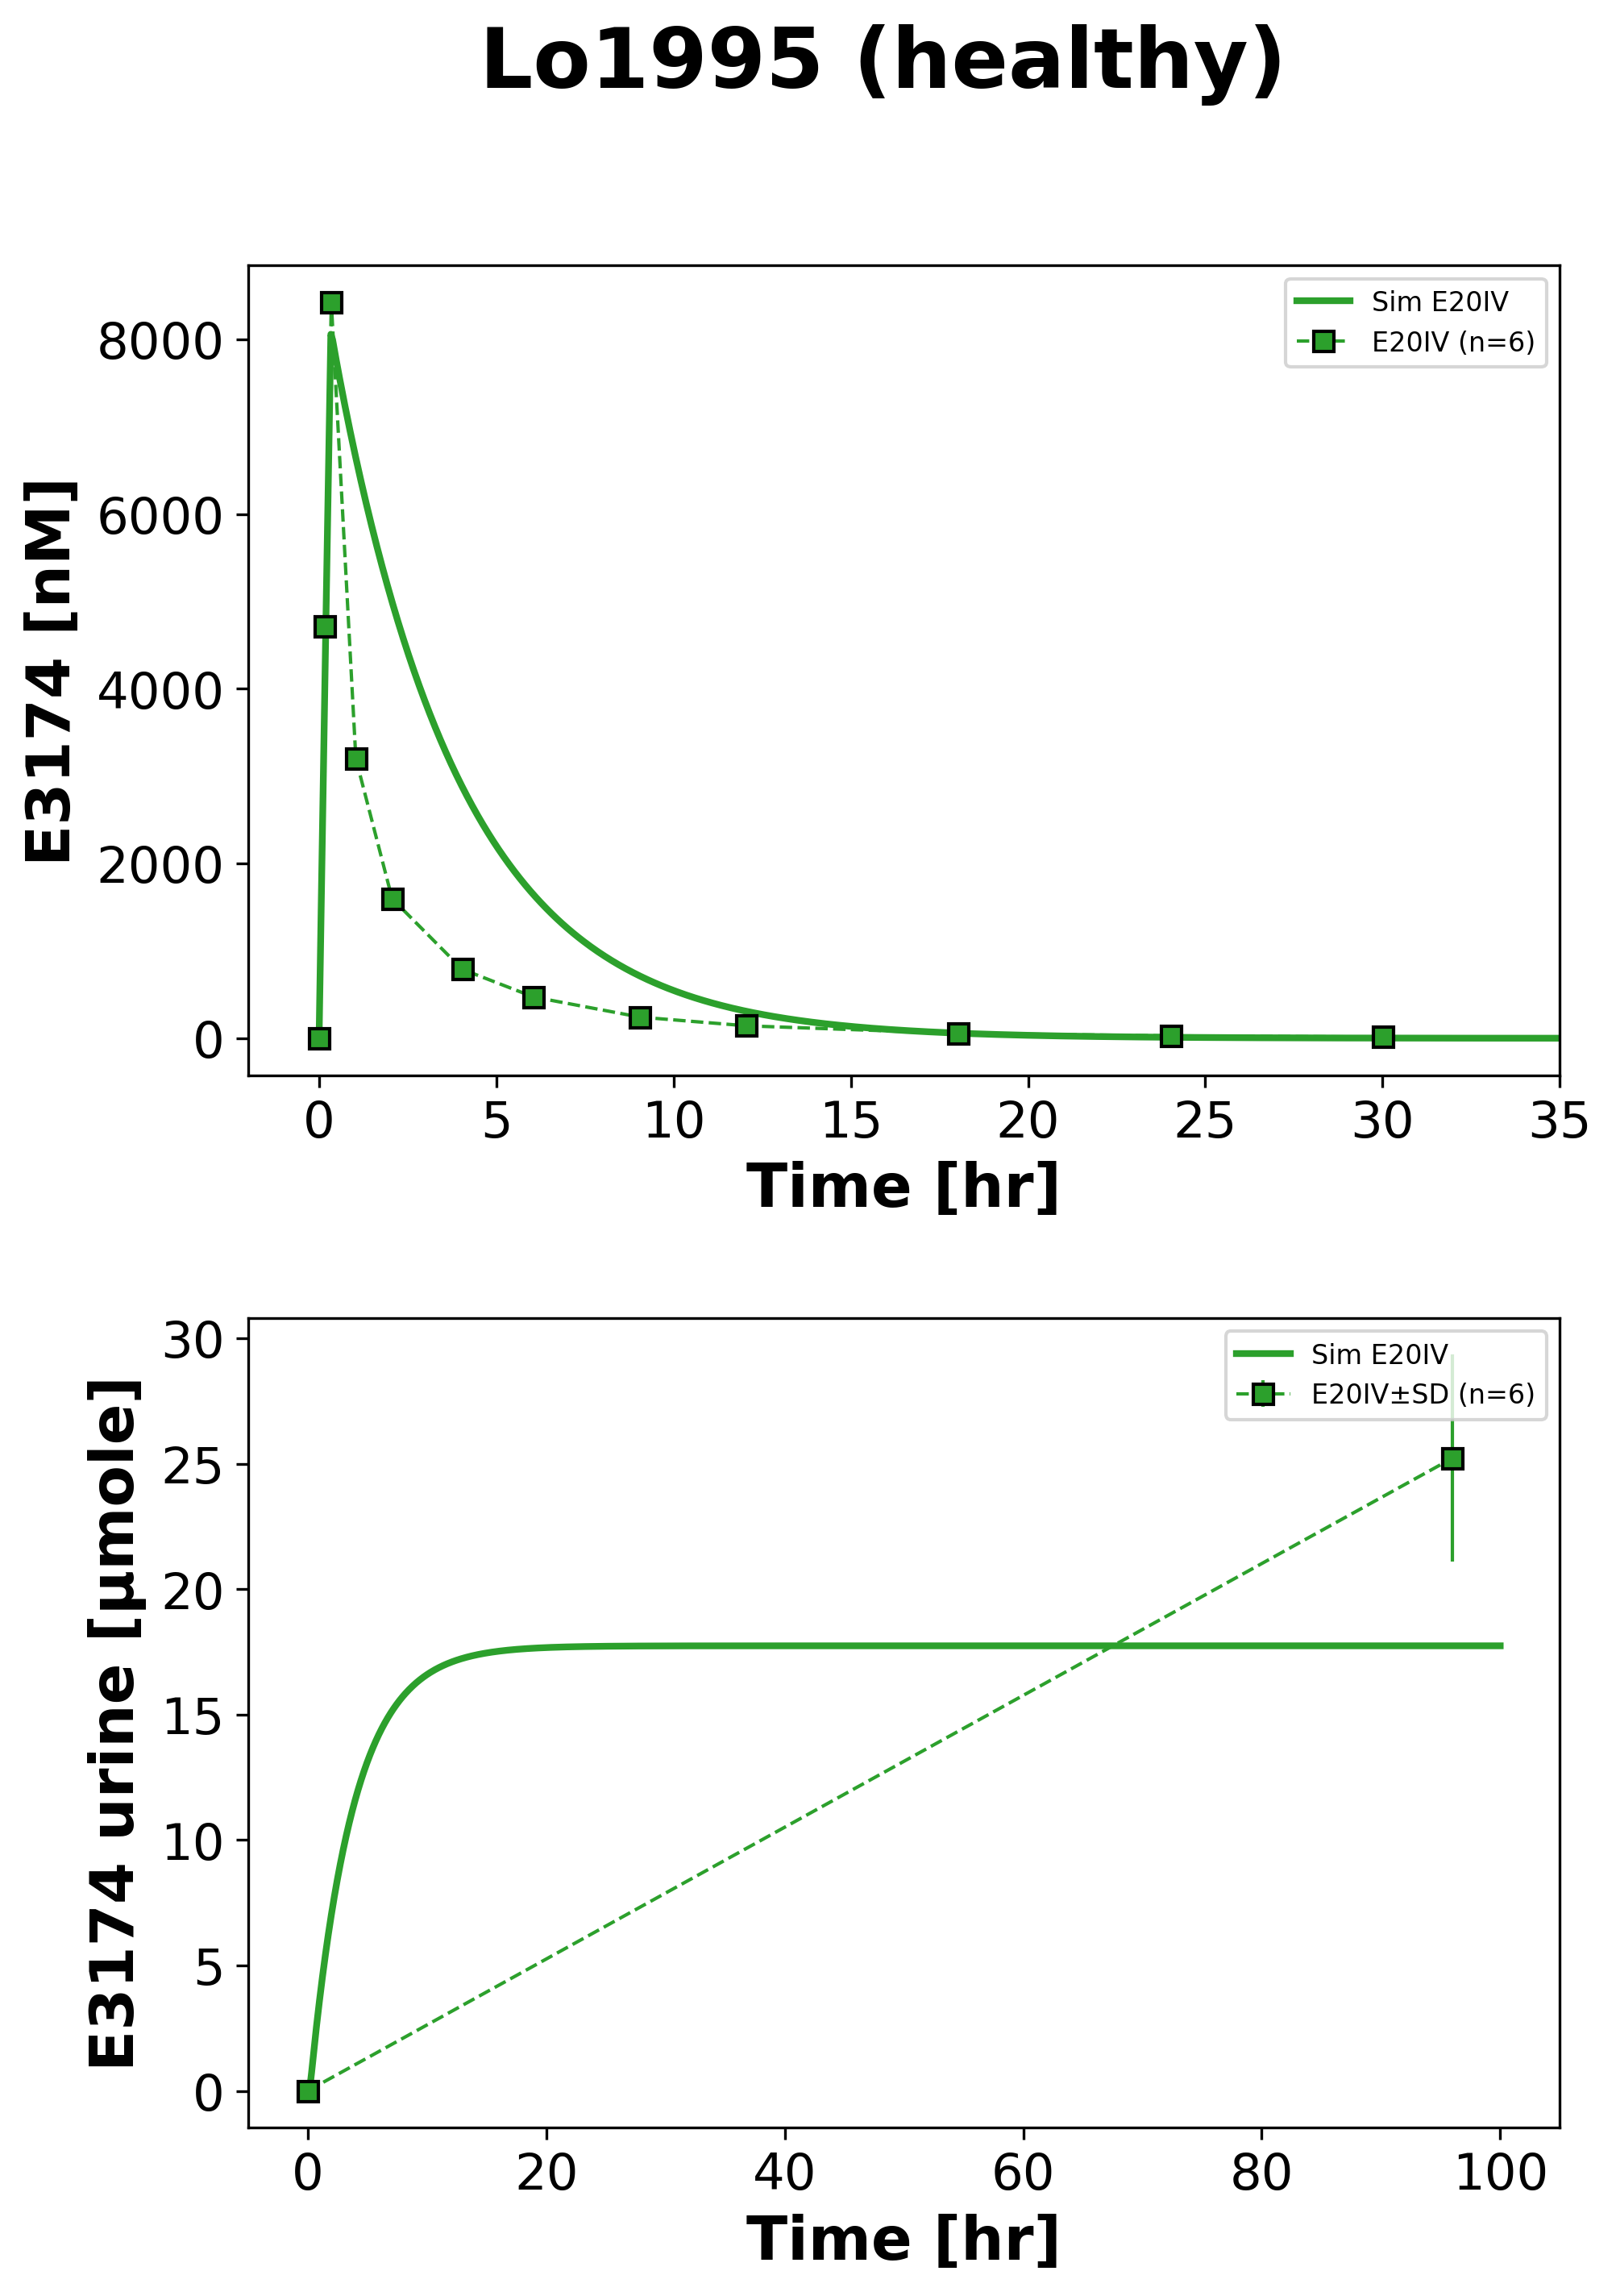 Lo1995 (healthy)
Sim E20IV
E20IV (n=6)
8000
6000
4000
2000
0
E3174 [nM]
0 5 10 15 20 25 30 35
Time [hr]
Sim E20IV
E20IV±SD (n=6)
30
25
20
15
10
5
0
E3174 urine [µmole]
0 20 40 60 80 100
Time [hr]